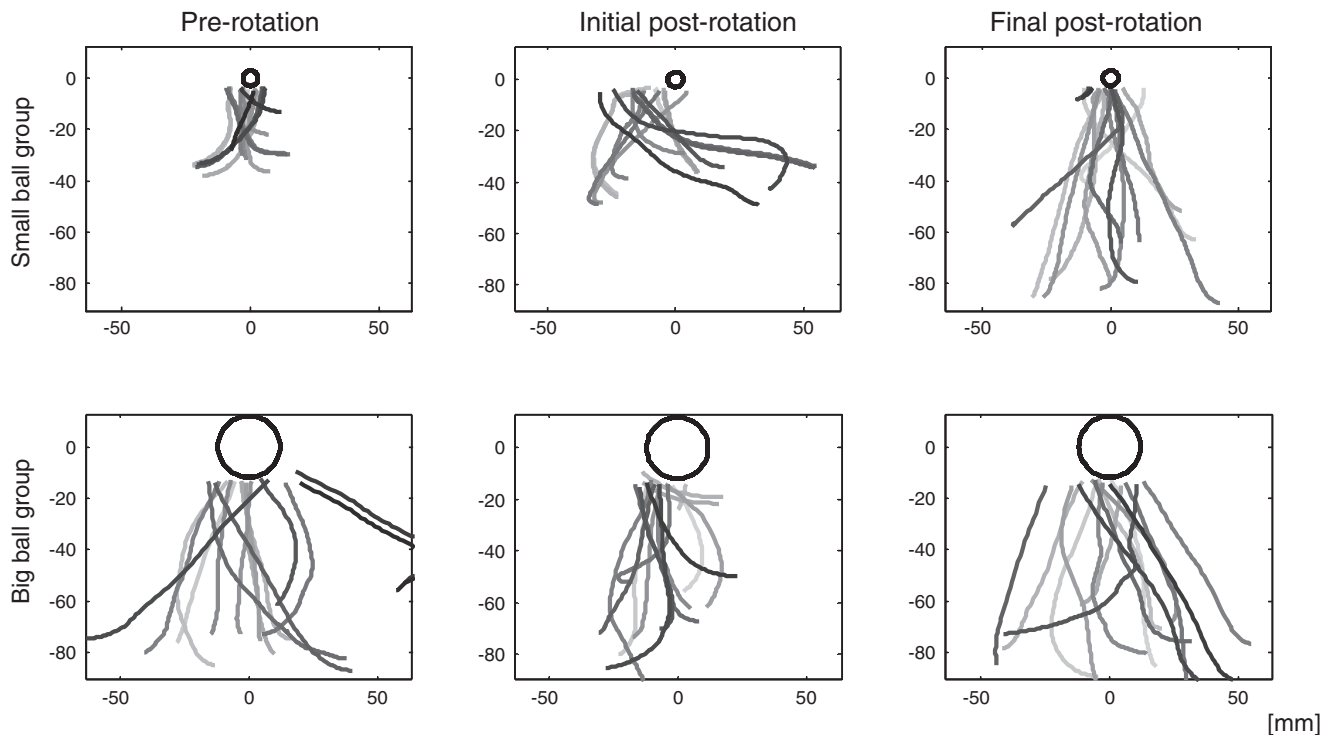 Pre-rotation Initial post-rotation Final post-rotation
Small ball group
0 0 0
-20 -20 -20
-40 -40 -40
-60 -60 -60
-80 -80 -80
-50 0 50 -50 0 50 -50 0 50
Big ball group
0 0 0
-20 -20 -20
-40 -40 -40
-60 -60 -60
-80 -80 -80
-50 0 50 -50 0 50 -50 0 50
[mm]